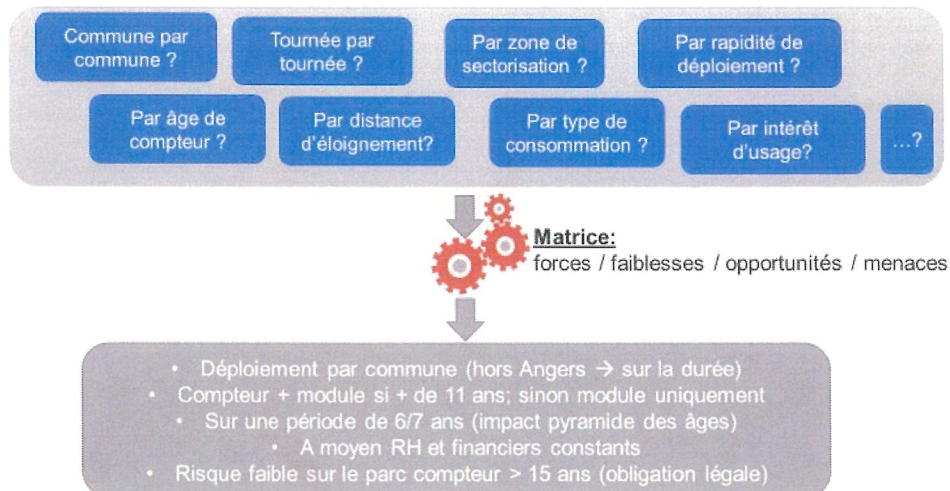 Commune par
commune ?
Tournée par
tournée ?
Par zone de
sectorisation ?
Par rapidité de
déploiement ?
Par âge de
compteur ?
Par distance
d'éloignement?
Par type de
consommation ?
Par intérêt
d'usage?
...?
Matrice:
forces / faiblesses / opportunités / menaces
• Déploiement par commune (hors Angers → sur la durée)
• Compteur + module si + de 11 ans; sinon module uniquement
• Sur une période de 6/7 ans (impact pyramide des âges)
• A moyen RH et financiers constants
• Risque faible sur le parc compteur > 15 ans (obligation légale)